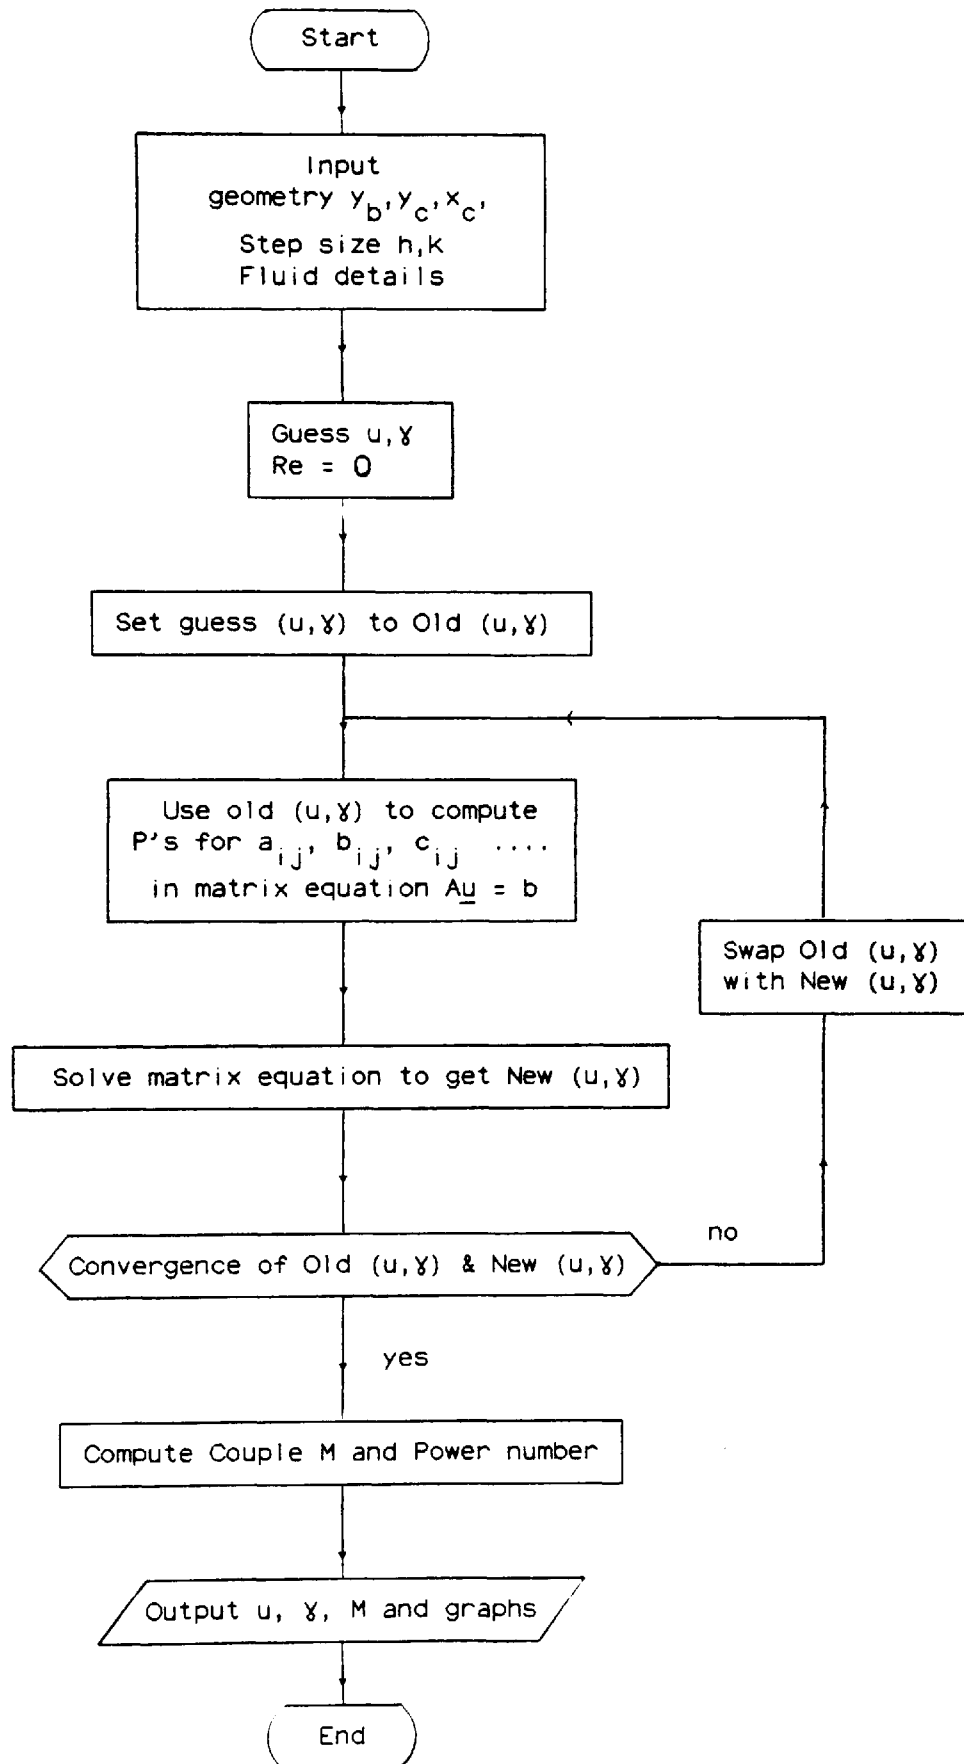 Start
Input
geometry y_b, y_c, x_c,
Step size h,k
Fluid details
Guess u,ɣ
Re = 0
Set guess (u,ɣ) to Old (u,ɣ)
Use old (u,ɣ) to compute
P's for a_ij, b_ij, c_ij ....
in matrix equation Au̲ = b
Swap Old (u,ɣ)
with New (u,ɣ)
Solve matrix equation to get New (u,ɣ)
no
Convergence of Old (u,ɣ) & New (u,ɣ)
yes
Compute Couple M and Power number
Output u, ɣ, M and graphs
End